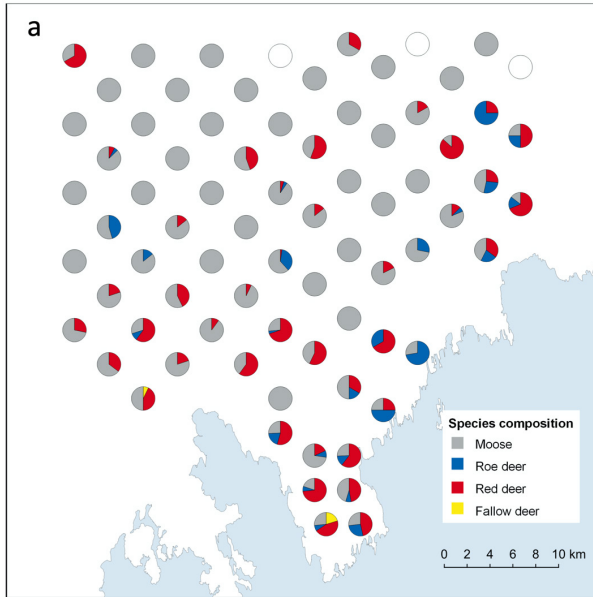 a
Species composition
Moose
Roe deer
Red deer
Fallow deer
0 2 4 6 8 10 km